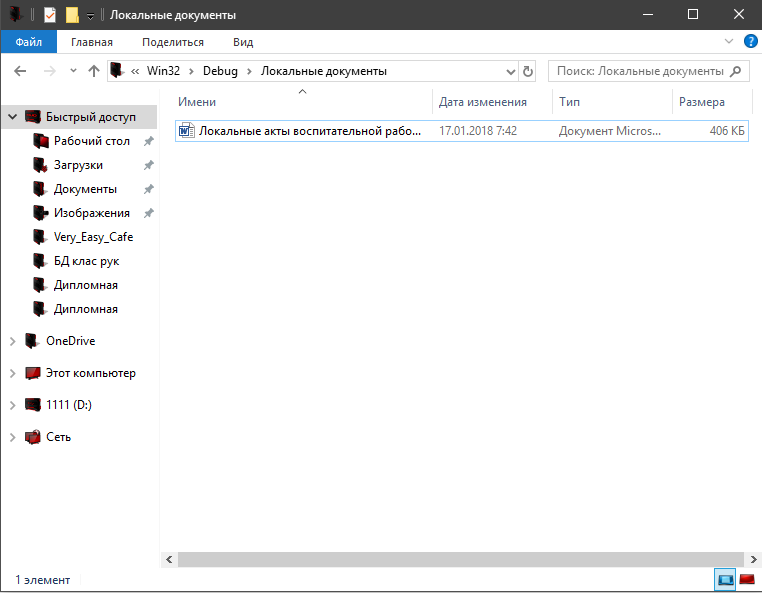 Локальные документы
Файл Главная Поделиться Вид
« Win32 > Debug > Локальные документы Поиск: Локальные документы
Имени Дата изменения Тип Размера
Быстрый доступ
Локальные акты воспитательной рабо... 17.01.2018 7:42 Документ Micros... 406 КБ
Рабочий стол
Загрузки
Документы
Изображения
Very_Easy_Cafe
БД клас рук
Дипломная
Дипломная
OneDrive
Этот компьютер
1111 (D:)
Сеть
1 элемент